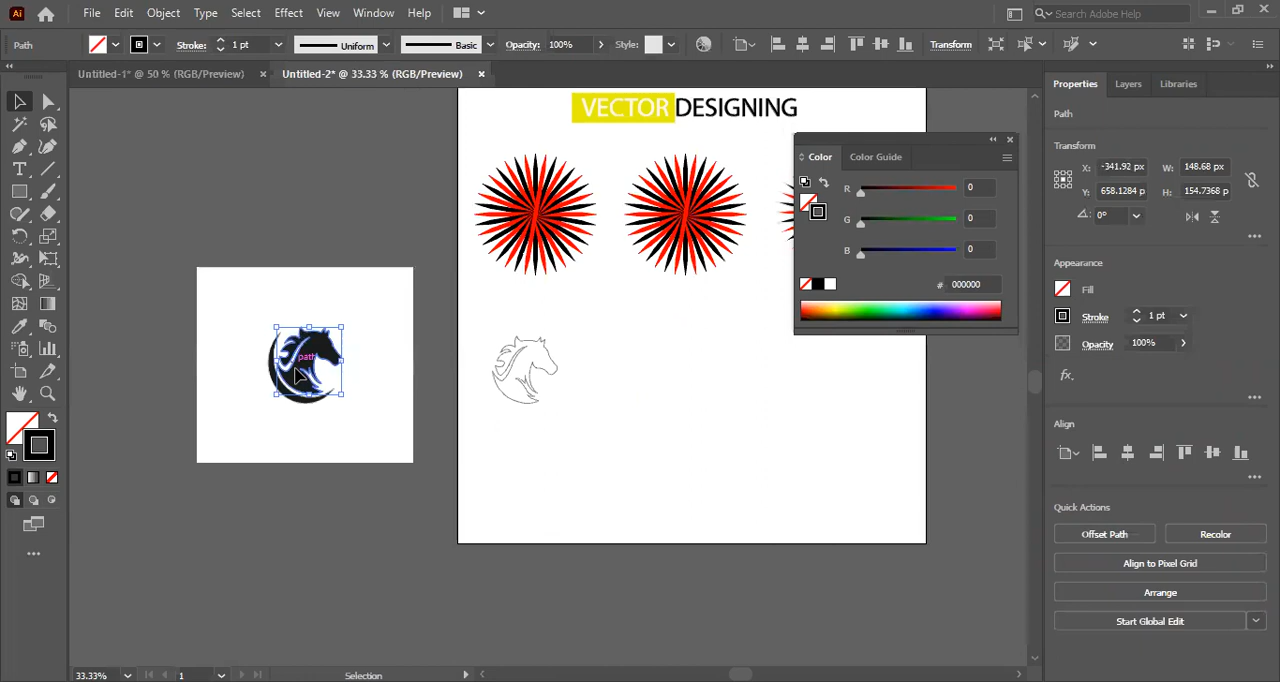 Ai File Edit Object Type Select Effect View Window Help Search Adobe Help
Path Stroke: 1 pt Uniform Basic Opacity: 100% Style: Transform
Untitled-1* @ 50 % (RGB/Preview) Untitled-2* @ 33.33 % (RGB/Preview)
VECTOR DESIGNING
path
Color Color Guide
R 0
G 0
B 0
# 000000
Properties Layers Libraries
Path
Transform
X: -341.92 px W: 148.68 px
Y: 658.1284 p H: 154.7368 p
0°
Appearance
Fill
Stroke 1 pt
Opacity 100%
fx
Align
Quick Actions
Offset Path Recolor
Align to Pixel Grid
Arrange
Start Global Edit
33.33% 1 Selection